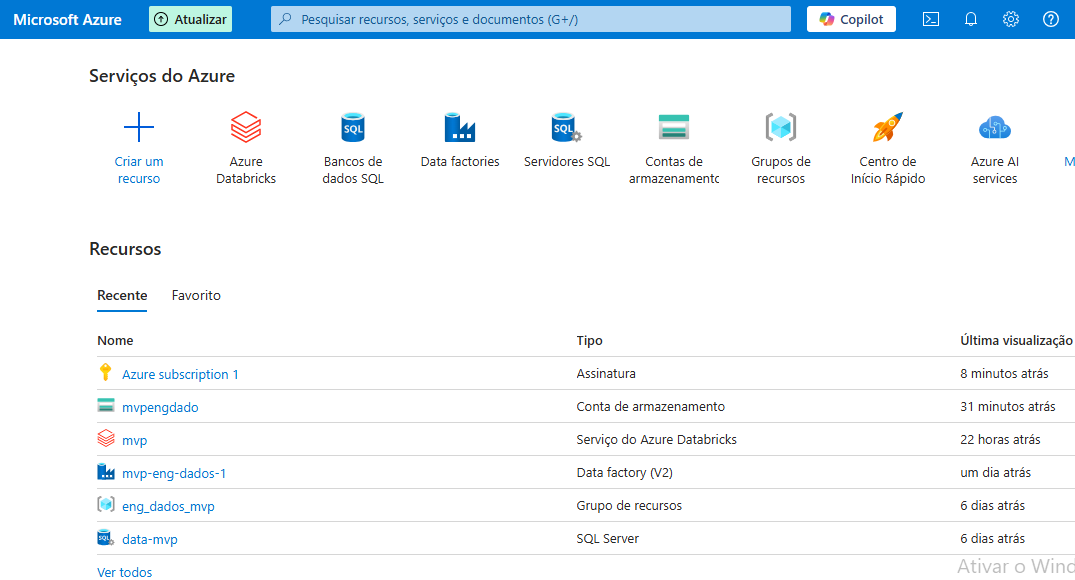 Microsoft Azure
Atualizar
Pesquisar recursos, serviços e documentos (G+/)
Copilot
Serviços do Azure
Criar um
recurso
Azure
Databricks
Bancos de
dados SQL
Data factories
Servidores SQL
Contas de
armazenamento
Grupos de
recursos
Centro de
Início Rápido
Azure AI
services
M
Recursos
Recente Favorito
Nome Tipo Última visualização
Azure subscription 1 Assinatura 8 minutos atrás
mvpengdado Conta de armazenamento 31 minutos atrás
mvp Serviço do Azure Databricks 22 horas atrás
mvp-eng-dados-1 Data factory (V2) um dia atrás
eng_dados_mvp Grupo de recursos 6 dias atrás
data-mvp SQL Server 6 dias atrás
Ver todos
Ativar o Wind